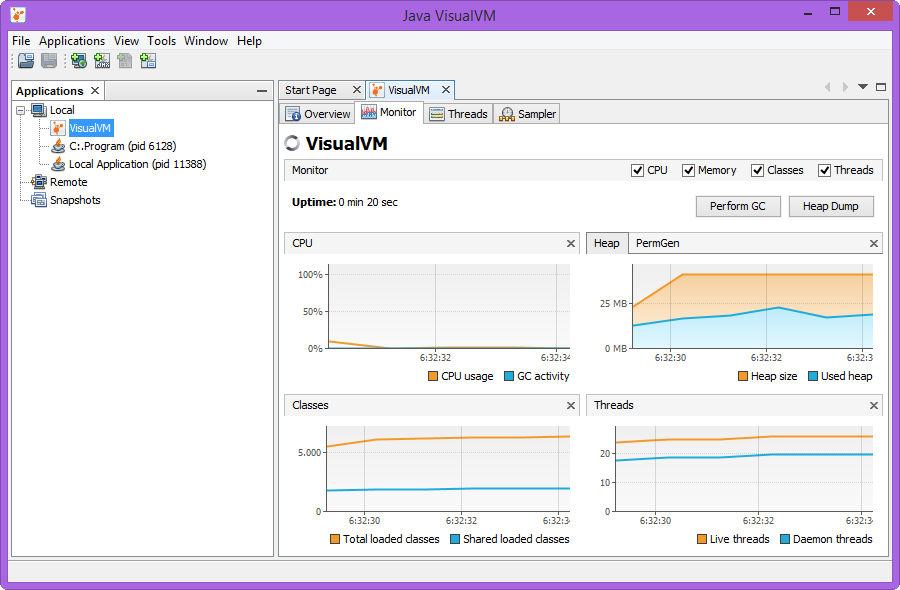 Java VisualVM
File Applications View Tools Window Help
Applications
Local
VisualVM
C:.Program (pid 6128)
Local Application (pid 11388)
Remote
Snapshots
Start Page VisualVM
Overview Monitor Threads Sampler
VisualVM
Monitor CPU Memory Classes Threads
Uptime: 0 min 20 sec Perform GC Heap Dump
CPU
100%
50%
0%
6:32:32 6:32:34
CPU usage GC activity
Heap PermGen
25 MB
0 MB
6:32:30 6:32:32 6:32:3
Heap size Used heap
Classes
5.000
0
6:32:30 6:32:32 6:32:3
Total loaded classes Shared loaded classes
Threads
20
10
0
6:32:30 6:32:32 6:32:3
Live threads Daemon threads